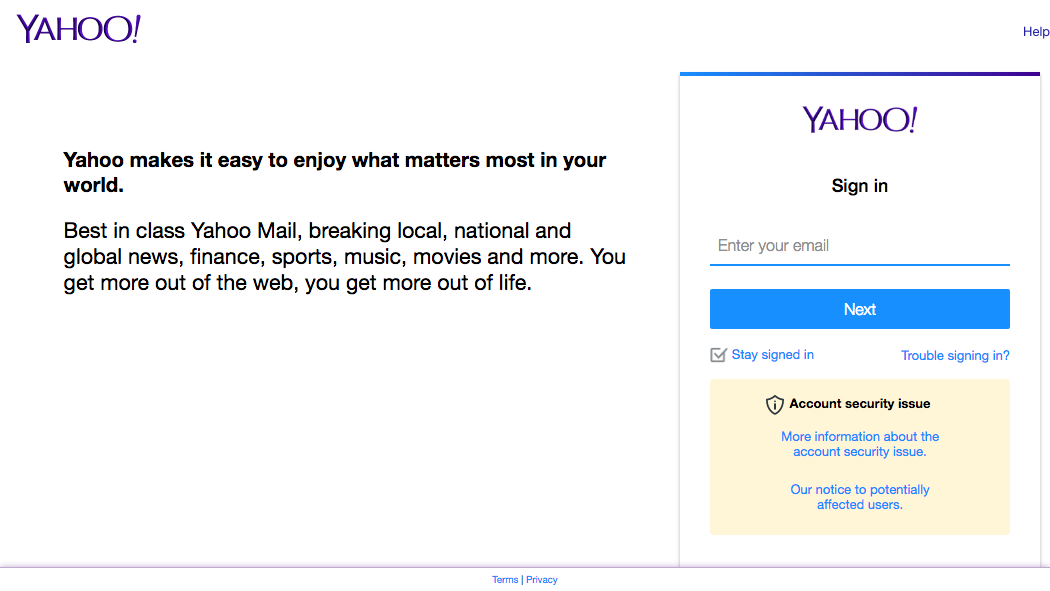 YAHOO!
Help
Yahoo makes it easy to enjoy what matters most in your
world.
Best in class Yahoo Mail, breaking local, national and
global news, finance, sports, music, movies and more. You
get more out of the web, you get more out of life.
YAHOO!
Sign in
Enter your email
Next
Stay signed in
Trouble signing in?
Account security issue
More information about the
account security issue.
Our notice to potentially
affected users.
Terms | Privacy